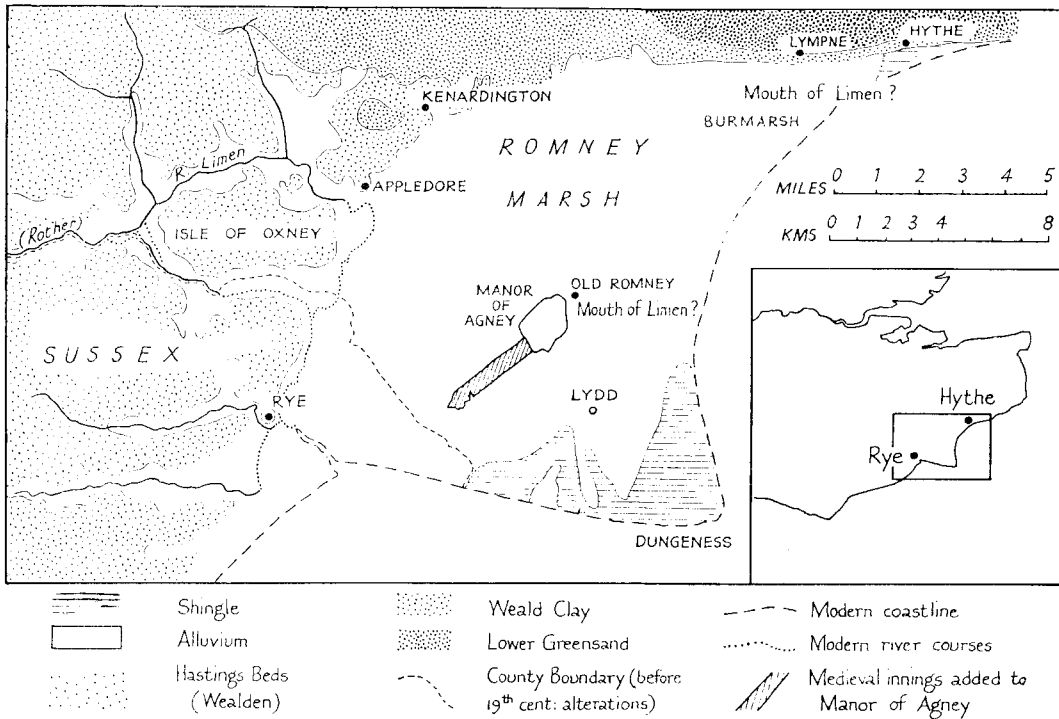 LYMPNE
HYTHE
KENARDINGTON
Mouth of Limen ?
BURMARSH
ROMNEY
MARSH
R. Limen
APPLEDORE
MILES 0 1 2 3 5
KMS 0 1 2 3 4 8
(Rother)
ISLE OF OXNEY
MANOR
OF
AGNEY
OLD ROMNEY
Mouth of Limen ?
SUSSEX
RYE
LYDD
DUNGENESS
Hythe
Rye
Shingle
Alluvium
Hastings Beds
(Wealden)
Weald Clay
Lower Greensand
County Boundary (before
19th cent: alterations)
Modern coastline
Modern river courses
Medieval innings added to
Manor of Agney